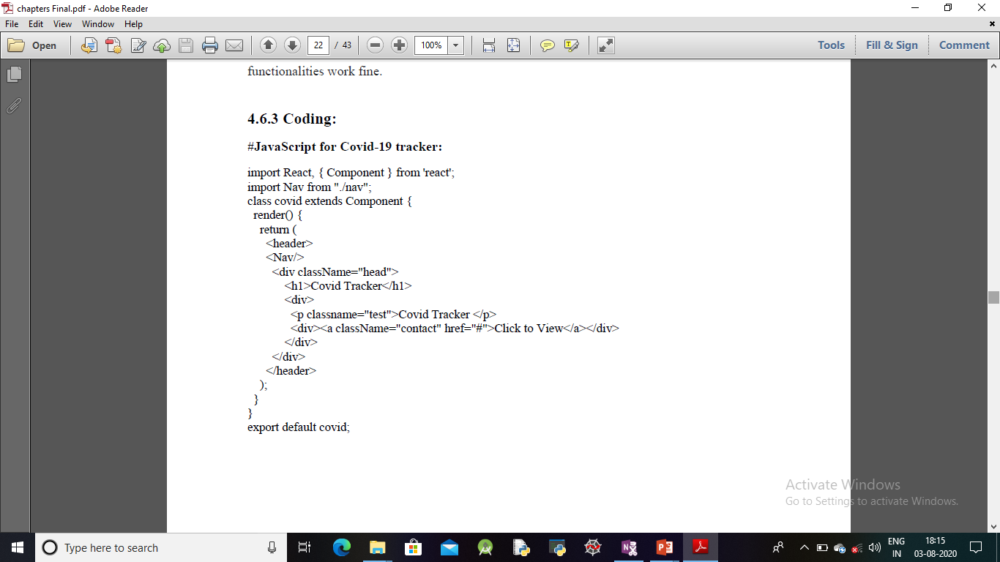 chapters Final.pdf - Adobe Reader
File Edit View Window Help
Open 22 / 43 100% Tools Fill & Sign Comment
functionalities work fine.
4.6.3 Coding:
#JavaScript for Covid-19 tracker:
import React, { Component } from 'react';
import Nav from "./nav";
class covid extends Component {
render() {
return (
<header>
<Nav/>
<div className="head">
<h1>Covid Tracker</h1>
<div>
<p classname="test">Covid Tracker </p>
<div><a className="contact" href="#">Click to View</a></div>
</div>
</div>
</header>
);
}
}
export default covid;
Activate Windows
Go to Settings to activate Windows.
Type here to search
ENG 18:15
IN 03-08-2020